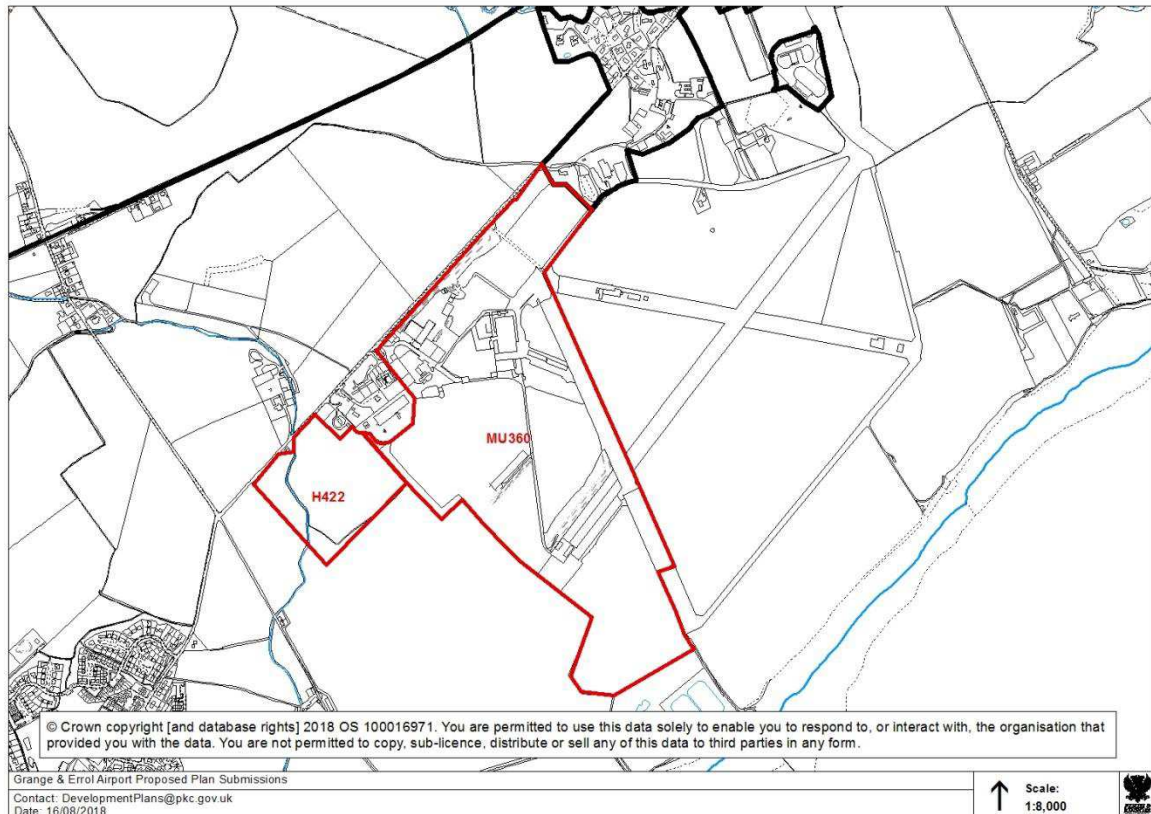 MU360
H422
© Crown copyright [and database rights] 2018 OS 100016971. You are permitted to use this data solely to enable you to respond to, or interact with, the organisation that
provided you with the data. You are not permitted to copy, sub-licence, distribute or sell any of this data to third parties in any form.
Grange & Errol Airport Proposed Plan Submissions
Contact: DevelopmentPlans@pkc.gov.uk
Date: 16/08/2018
Scale:
1:8,000